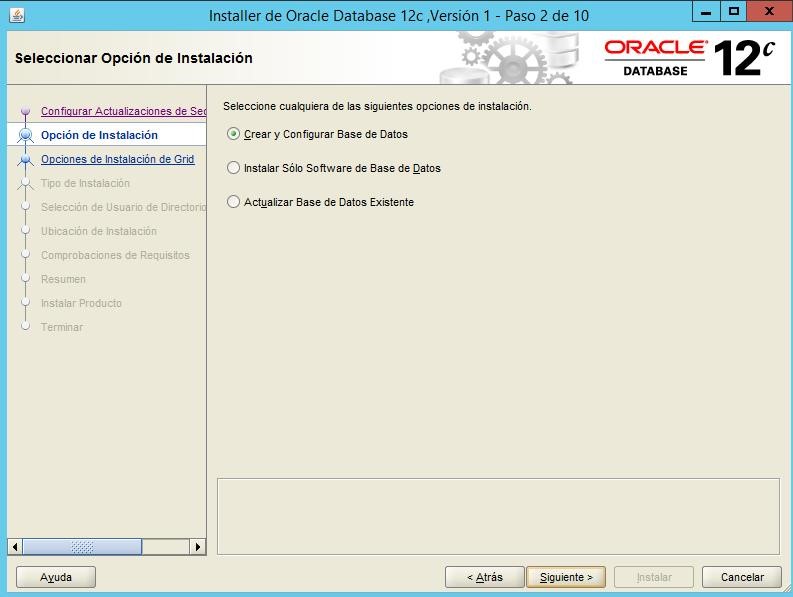 Installer de Oracle Database 12c ,Versión 1 - Paso 2 de 10
Seleccionar Opción de Instalación
ORACLE
DATABASE
12c
Configurar Actualizaciones de Sec
Opción de Instalación
Opciones de Instalación de Grid
Tipo de Instalación
Selección de Usuario de Directorio
Ubicación de Instalación
Comprobaciones de Requisitos
Resumen
Instalar Producto
Terminar
Seleccione cualquiera de las siguientes opciones de instalación.
Crear y Configurar Base de Datos
Instalar Sólo Software de Base de Datos
Actualizar Base de Datos Existente
Ayuda
< Atrás
Siguiente >
Instalar
Cancelar